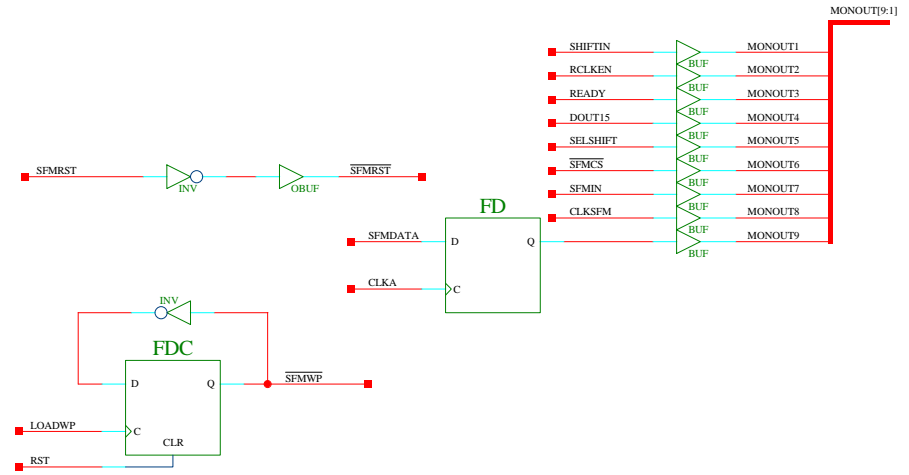 MONOUT[9:1]
SHIFTIN BUF MONOUT1
RCLKEN BUF MONOUT2
READY BUF MONOUT3
DOUT15 BUF MONOUT4
SELSHIFT BUF MONOUT5
SFMCS BUF MONOUT6
SFMIN BUF MONOUT7
CLKSFM BUF MONOUT8
BUF MONOUT9
SFMRST INV OBUF SFMRST
FD
SFMDATA D Q
CLKA C
INV
FDC
D Q SFMWP
LOADWP C
CLR
RST